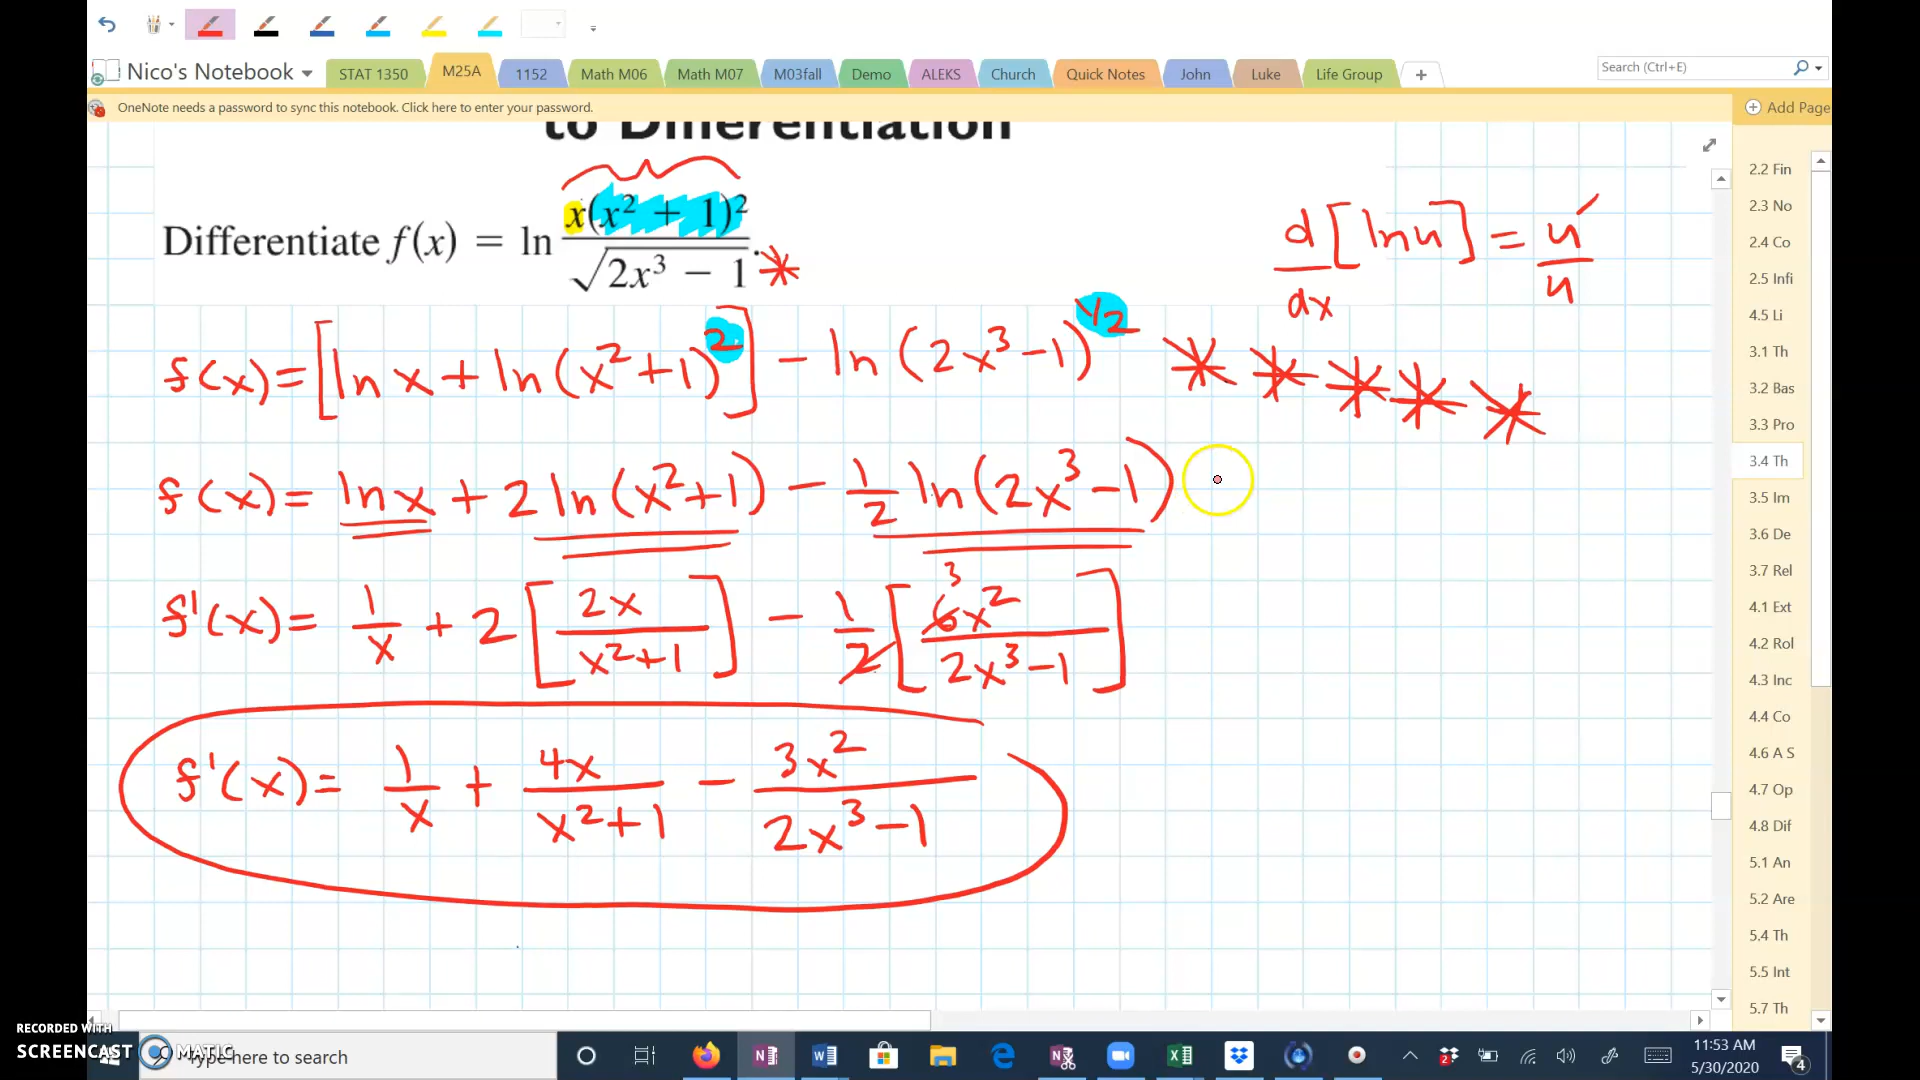 Nico's Notebook
STAT 1350
M25A
1152
Math M06
Math M07
M03fall
Demo
ALEKS
Church
Quick Notes
John
Luke
Life Group
Search (Ctrl+E)
OneNote needs a password to sync this notebook. Click here to enter your password.
Add Page
to Differentiation
Differentiate f(x) = ln x(x² + 1)² / √(2x³ − 1). *
d/dx [ln u] = u′/u
f(x) = [ln x + ln (x²+1)²] − ln (2x³−1)^1/2 * * * * *
f(x) = ln x + 2 ln (x²+1) − 1/2 ln (2x³−1)
f'(x) = 1/x + 2 [2x / x²+1] − 1/2 [6x² / 2x³−1] 3
f'(x) = 1/x + 4x / x²+1 − 3x² / 2x³−1
2.2 Fin
2.3 No
2.4 Co
2.5 Infi
4.5 Li
3.1 Th
3.2 Bas
3.3 Pro
3.4 Th
3.5 Im
3.6 De
3.7 Rel
4.1 Ext
4.2 Rol
4.3 Inc
4.4 Co
4.6 A S
4.7 Op
4.8 Dif
5.1 An
5.2 Are
5.4 Th
5.5 Int
5.7 Th
RECORDED WITH
SCREENCAST MATIC
Type here to search
11:53 AM
5/30/2020
4